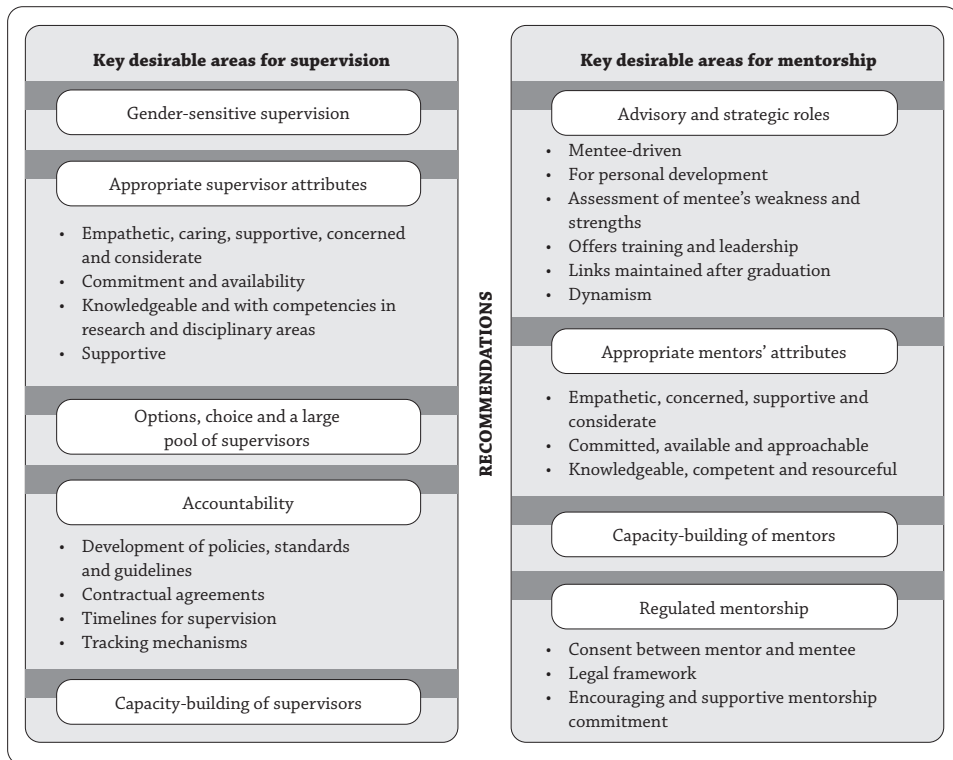 Key desirable areas for supervision
Gender-sensitive supervision
Appropriate supervisor attributes
• Empathetic, caring, supportive, concerned
and considerate
• Commitment and availability
• Knowledgeable and with competencies in
research and disciplinary areas
• Supportive
Options, choice and a large
pool of supervisors
Accountability
• Development of policies, standards
and guidelines
• Contractual agreements
• Timelines for supervision
• Tracking mechanisms
Capacity-building of supervisors
RECOMMENDATIONS
Key desirable areas for mentorship
Advisory and strategic roles
• Mentee-driven
• For personal development
• Assessment of mentee’s weakness and
strengths
• Offers training and leadership
• Links maintained after graduation
• Dynamism
Appropriate mentors’ attributes
• Empathetic, concerned, supportive and
considerate
• Committed, available and approachable
• Knowledgeable, competent and resourceful
Capacity-building of mentors
Regulated mentorship
• Consent between mentor and mentee
• Legal framework
• Encouraging and supportive mentorship
commitment